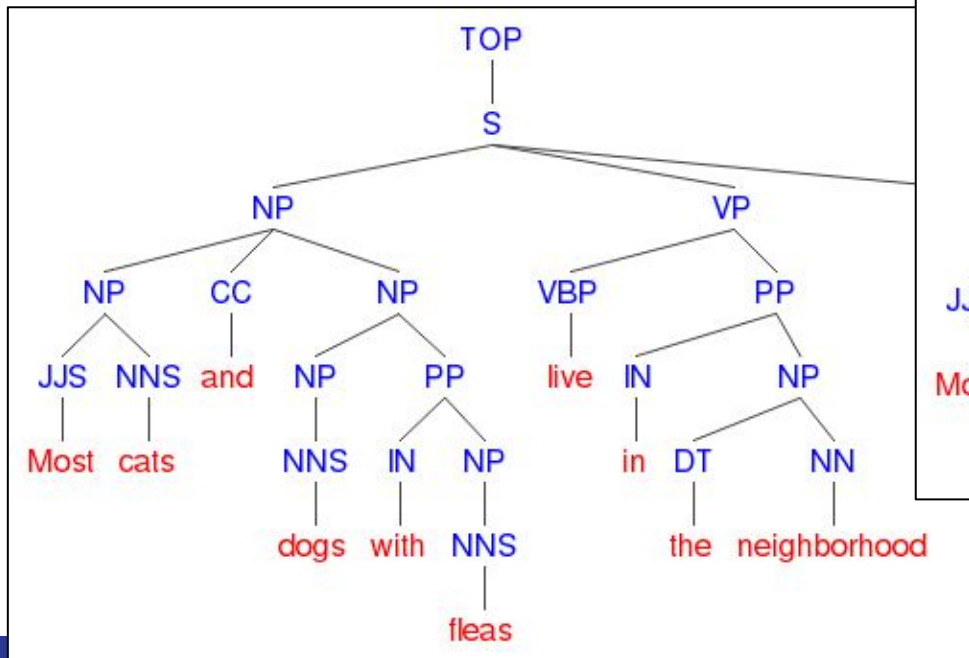 TOP
S
NP VP
NP CC NP VBP PP
JJS NNS and NP PP live IN NP
Most cats NNS IN NP in DT NN
dogs with NNS the neighborhood
fleas